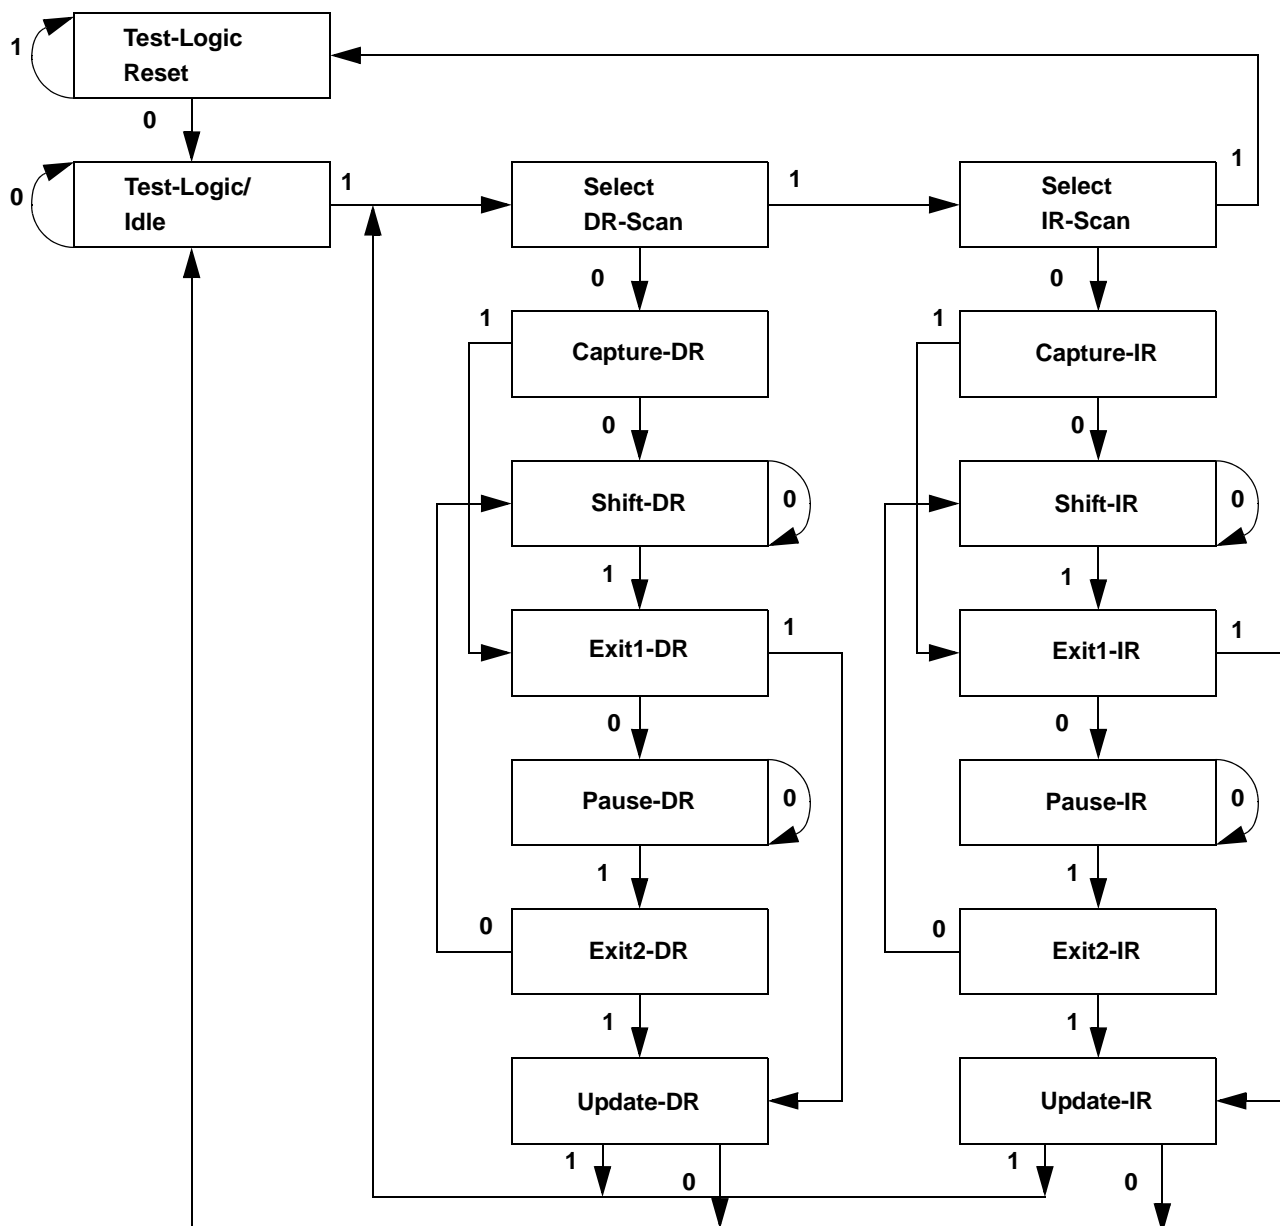 1
Test-Logic
Reset
0
0
Test-Logic/
Idle
1
Select
DR-Scan
1
Select
IR-Scan
1
0
0
1
Capture-DR
1
Capture-IR
0
0
Shift-DR
0
Shift-IR
0
1
1
Exit1-DR
1
Exit1-IR
1
0
0
Pause-DR
0
Pause-IR
0
1
1
0
Exit2-DR
0
Exit2-IR
1
1
Update-DR
Update-IR
1
0
1
0